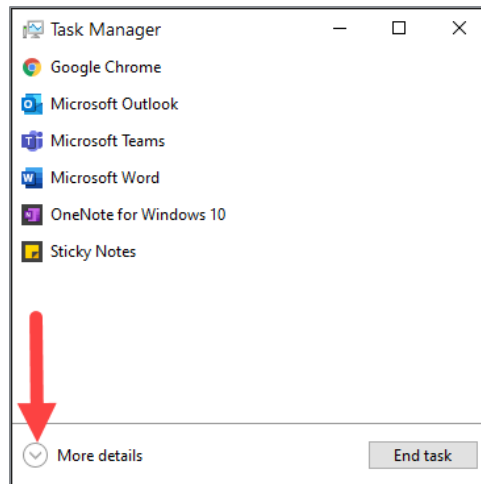 Task Manager
Google Chrome
Microsoft Outlook
Microsoft Teams
Microsoft Word
OneNote for Windows 10
Sticky Notes
More details
End task